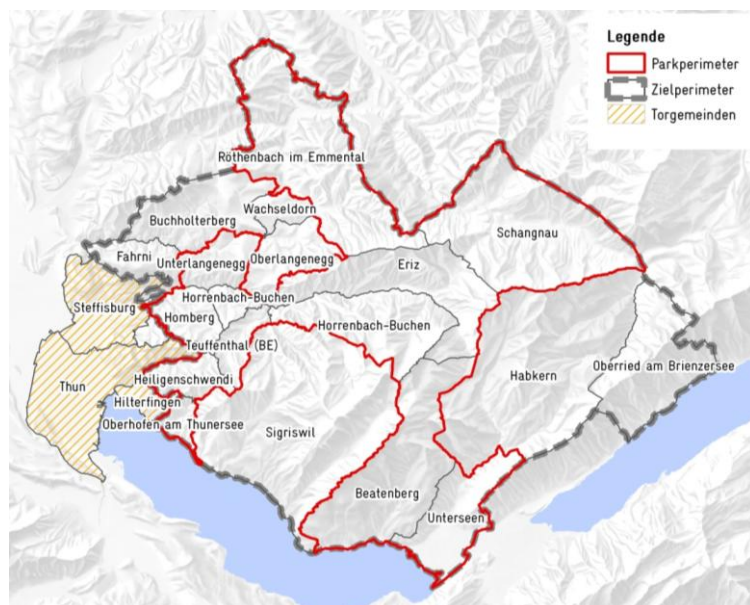 Legende
Parkperimeter
Zielperimeter
Torgemeinden
Röthenbach im Emmental
Wachseldorn
Buchholterberg
Schangnau
Fahrni
Unterlangenegg
Oberlangenegg
Eriz
Steffisburg
Horrenbach-Buchen
Homberg
Horrenbach-Buchen
Teuffenthal (BE)
Oberried am Brienzersee
Thun
Heiligenschwendi
Habkern
Hilterfingen
Oberhofen am Thunersee
Sigriswil
Beatenberg
Unterseen